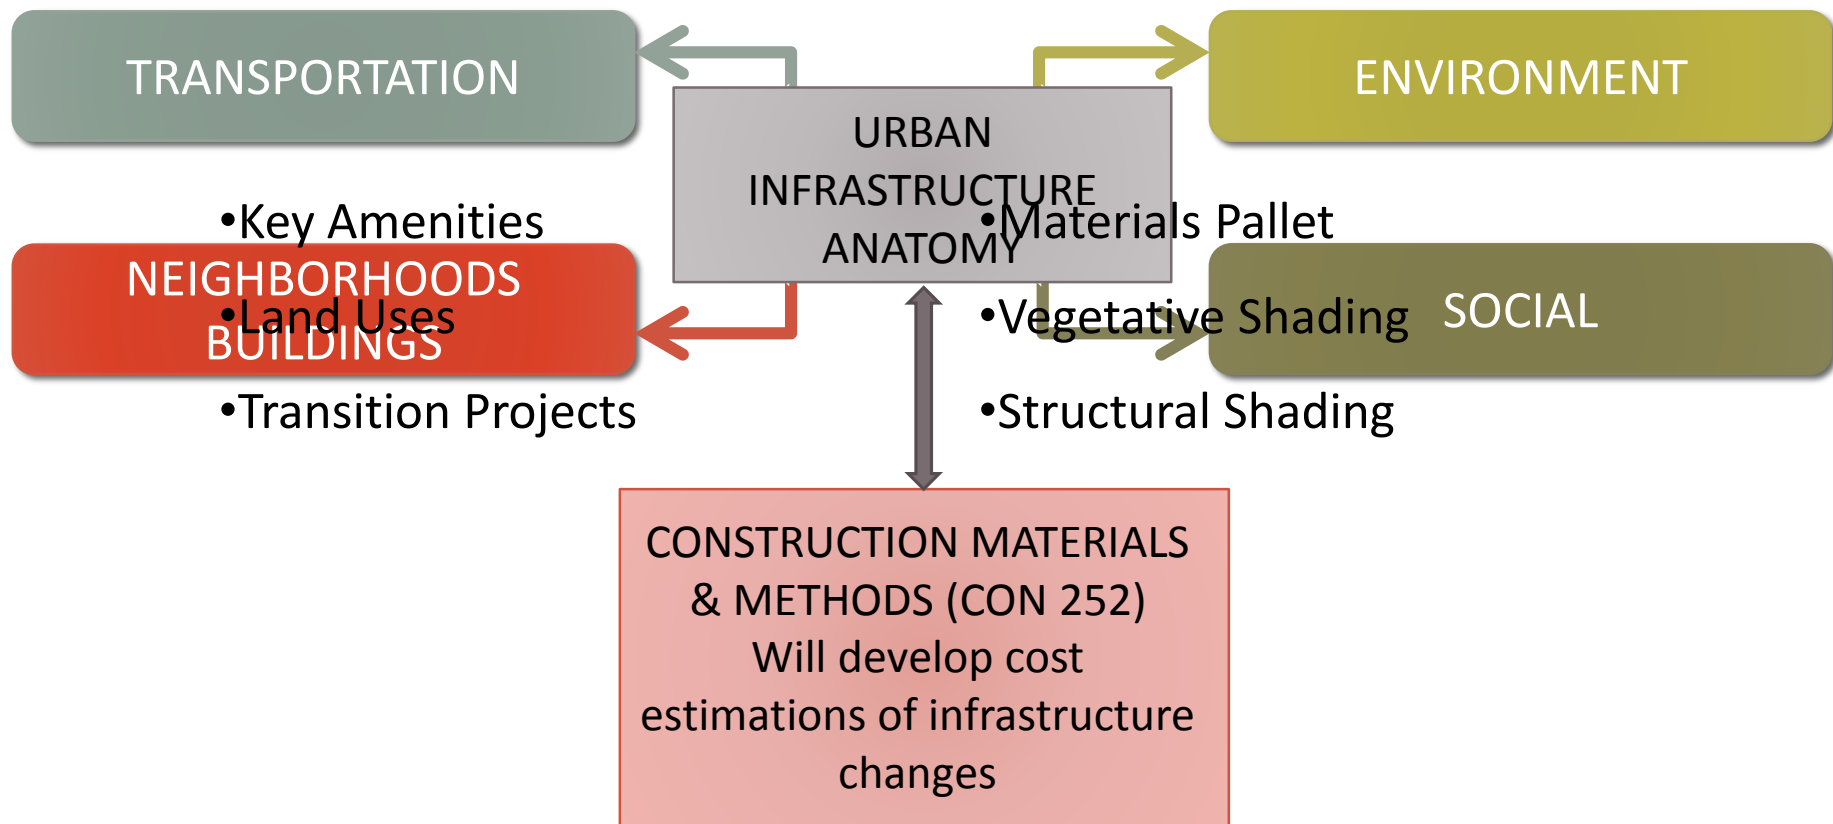 TRANSPORTATION
ENVIRONMENT
URBAN
INFRASTRUCTURE
ANATOMY
•Key Amenities
•Materials Pallet
NEIGHBORHOODS
BUILDINGS
•Land Uses
•Vegetative Shading
SOCIAL
•Transition Projects
•Structural Shading
CONSTRUCTION MATERIALS
& METHODS (CON 252)
Will develop cost
estimations of infrastructure
changes